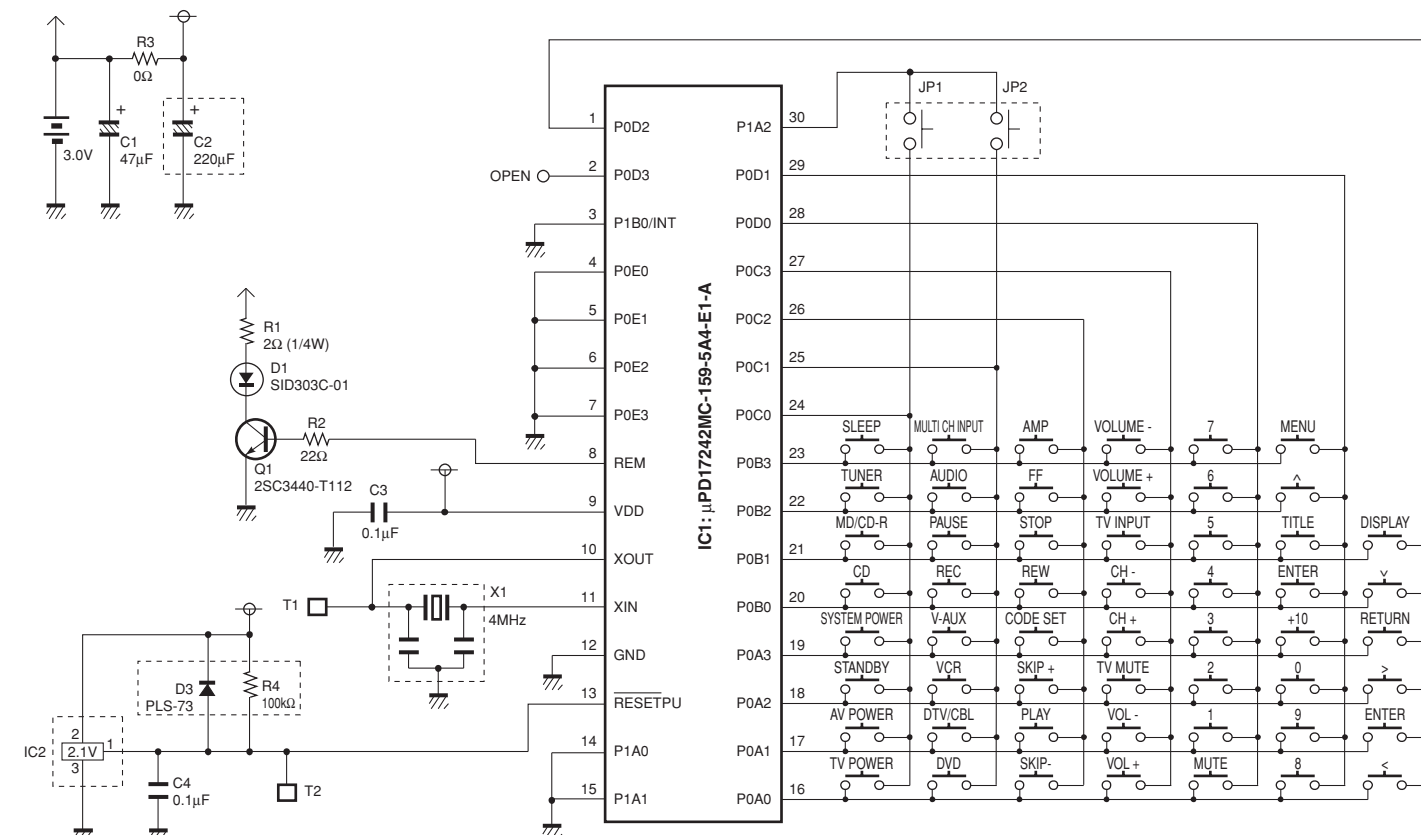 R3
0Ω
3.0V
+
C1
47µF
+
C2
220µF
R1
2Ω (1/4W)
D1
SID303C-01
R2
22Ω
Q1
2SC3440-T112
C3
0.1µF
OPEN
T1
X1
4MHz
D3
PLS-73
R4
100kΩ
IC2
2
2.1V
1
3
C4
0.1µF
T2
IC1: µPD17242MC-159-5A4-E1-A
1 P0D2
2 P0D3
3 P1B0/INT
4 P0E0
5 P0E1
6 P0E2
7 P0E3
8 REM
9 VDD
10 XOUT
11 XIN
12 GND
13 RESETPU
14 P1A0
15 P1A1
P1A2 30
P0D1 29
P0D0 28
P0C3 27
P0C2 26
P0C1 25
P0C0 24
P0B3 23
P0B2 22
P0B1 21
P0B0 20
P0A3 19
P0A2 18
P0A1 17
P0A0 16
JP1 JP2
SLEEP MULTI CH INPUT AMP VOLUME - 7 MENU
TUNER AUDIO FF VOLUME + 6 ^
MD/CD-R PAUSE STOP TV INPUT 5 TITLE DISPLAY
CD REC REW CH - 4 ENTER v
SYSTEM POWER V-AUX CODE SET CH + 3 +10 RETURN
STANDBY VCR SKIP + TV MUTE 2 0 >
AV POWER DTV/CBL PLAY VOL - 1 9 ENTER
TV POWER DVD SKIP- VOL + MUTE 8 <